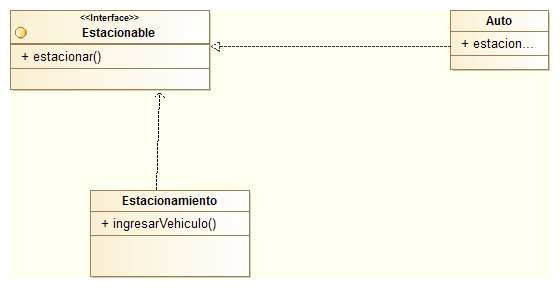 <<Interface>>
Estacionable
+ estacionar()
Auto
+ estacion...
Estacionamiento
+ ingresarVehiculo()